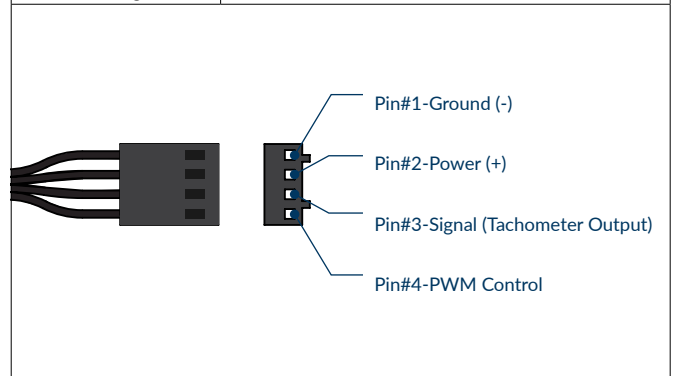 Pin#1-Ground (-)
Pin#2-Power (+)
Pin#3-Signal (Tachometer Output)
Pin#4-PWM Control